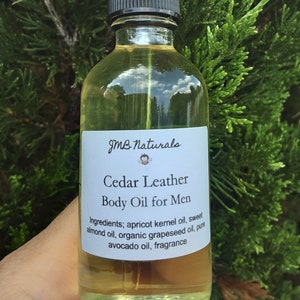 JMB Naturals
Cedar Leather
Body Oil for Men
Ingredients; apricot kernel oil, sweet
almond oil, organic grapeseed oil, pure
avocado oil, fragrance